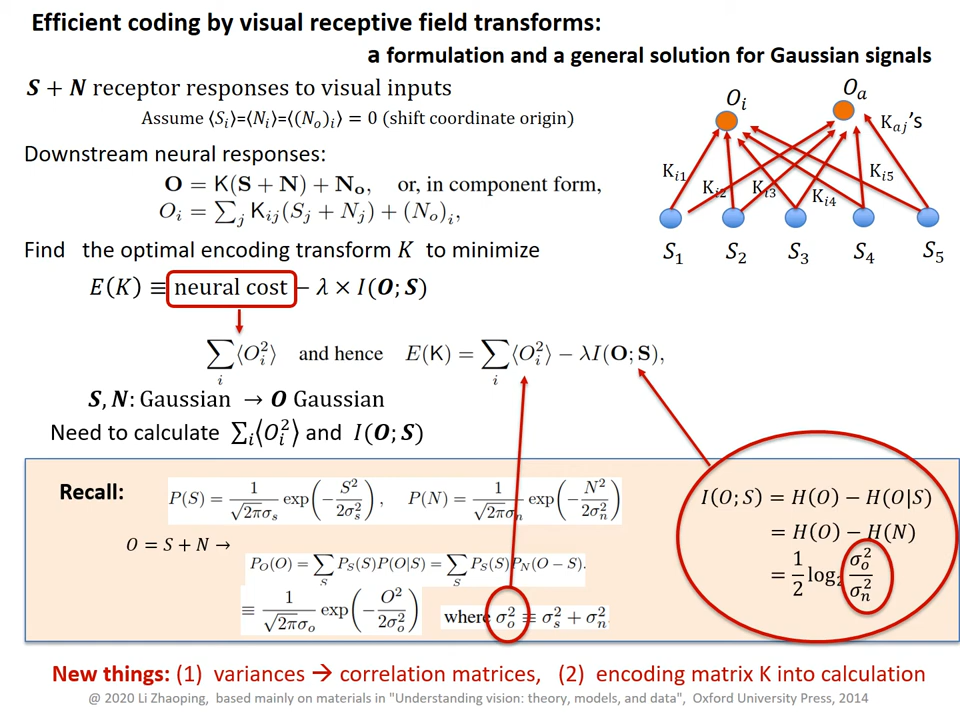 Efficient coding by visual receptive field transforms:
a formulation and a general solution for Gaussian signals
S + N receptor responses to visual inputs
Assume ⟨S_i⟩=⟨N_i⟩=⟨(N_o)_i⟩ = 0 (shift coordinate origin)
Downstream neural responses:
O = K(S + N) + N_o, or, in component form,
O_i = ∑_j K_ij(S_j + N_j) + (N_o)_i,
O_i
O_a
K_aj's
K_i1
K_i2
K_i3
K_i4
K_i5
S_1 S_2 S_3 S_4 S_5
Find the optimal encoding transform K to minimize
E(K) ≡ neural cost − λ × I(O; S)
∑_i ⟨O_i^2⟩ and hence E(K) = ∑_i ⟨O_i^2⟩ − λI(O; S),
S, N: Gaussian → O Gaussian
Need to calculate ∑_i⟨O_i^2⟩ and I(O; S)
Recall:
P(S) = 1/(√2π σ_s) exp(−S^2/(2σ_s^2)), P(N) = 1/(√2π σ_n) exp(−N^2/(2σ_n^2))
O = S + N →
P_O(O) = ∑_S P_S(S)P(O|S) = ∑_S P_S(S)P_N(O − S).
≡ 1/(√2π σ_o) exp(−O^2/(2σ_o^2)) where σ_o^2 ≡ σ_s^2 + σ_n^2.
I(O; S) = H(O) − H(O|S)
= H(O) − H(N)
= 1/2 log_2 σ_o^2/σ_n^2
New things: (1) variances → correlation matrices, (2) encoding matrix K into calculation
@ 2020 Li Zhaoping, based mainly on materials in "Understanding vision: theory, models, and data", Oxford University Press, 2014